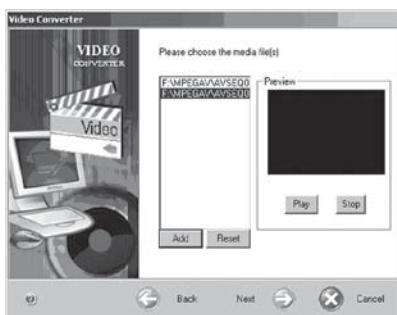 Video Converter
VIDEO
CONVERTER
Video
Please choose the media file(s)
F:\MPEGAV\AVSEQ0
F:\MPEGAV\AVSEQ0
Preview
Play
Stop
Add
Reset
Back
Next
Cancel